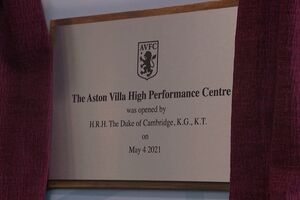 AVFC
The Aston Villa High Performance Centre
was opened by
H.R.H. The Duke of Cambridge, K.G., K.T.
on
May 4 2021